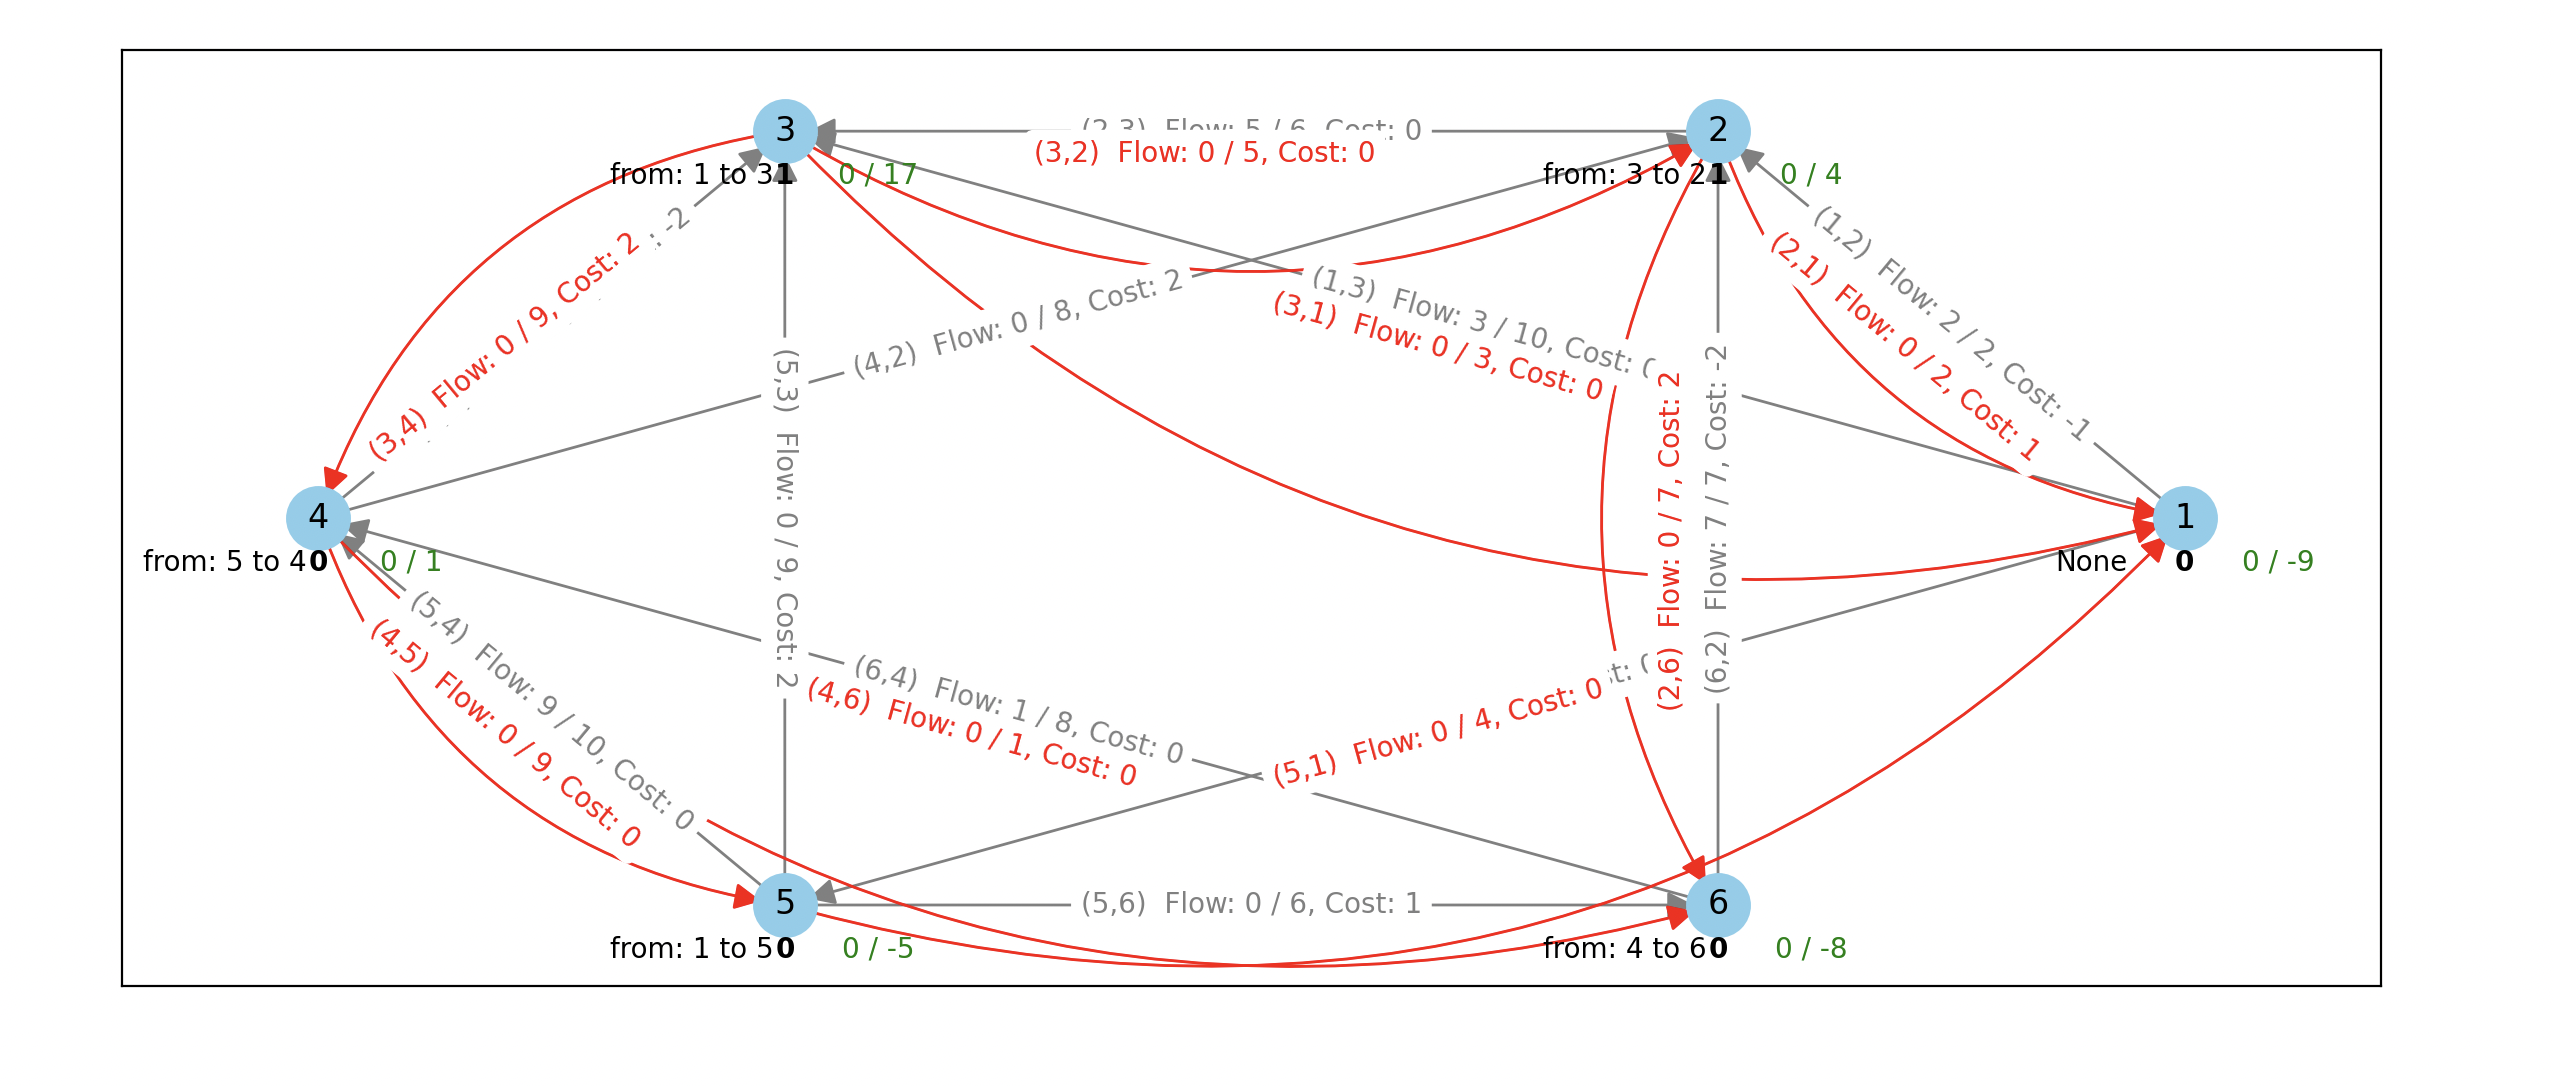 3
2
(2,3) Flow: 5 / 6, Cost: 0
(3,2) Flow: 0 / 5, Cost: 0
from: 1 to 3 1 0 / 17
from: 3 to 2 1 0 / 4
: -2
(3,4) Flow: 0 / 9, Cost: 2
(1,2) Flow: 2 / 2, Cost: -1
(2,1) Flow: 0 / 2, Cost: 1
(4,2) Flow: 0 / 8, Cost: 2
(1,3) Flow: 3 / 10, Cost:
(3,1) Flow: 0 / 3, Cost: 0
(5,3) Flow: 0 / 9, Cost: 2
(2,6) Flow: 0 / 7, Cost: 2
(6,2) Flow: 7 / 7, Cost: -2
4
1
from: 5 to 4 0 0 / 1
None 0 0 / -9
(5,4) Flow: 9 / 10, Cost: 0
(4,5) Flow: 0 / 9, Cost: 0
(6,4) Flow: 1 / 8, Cost: 0
(4,6) Flow: 0 / 1, Cost: 0
(5,1) Flow: 0 / 4, Cost: 0
5
(5,6) Flow: 0 / 6, Cost: 1
6
from: 1 to 5 0 0 / -5
from: 4 to 6 0 0 / -8